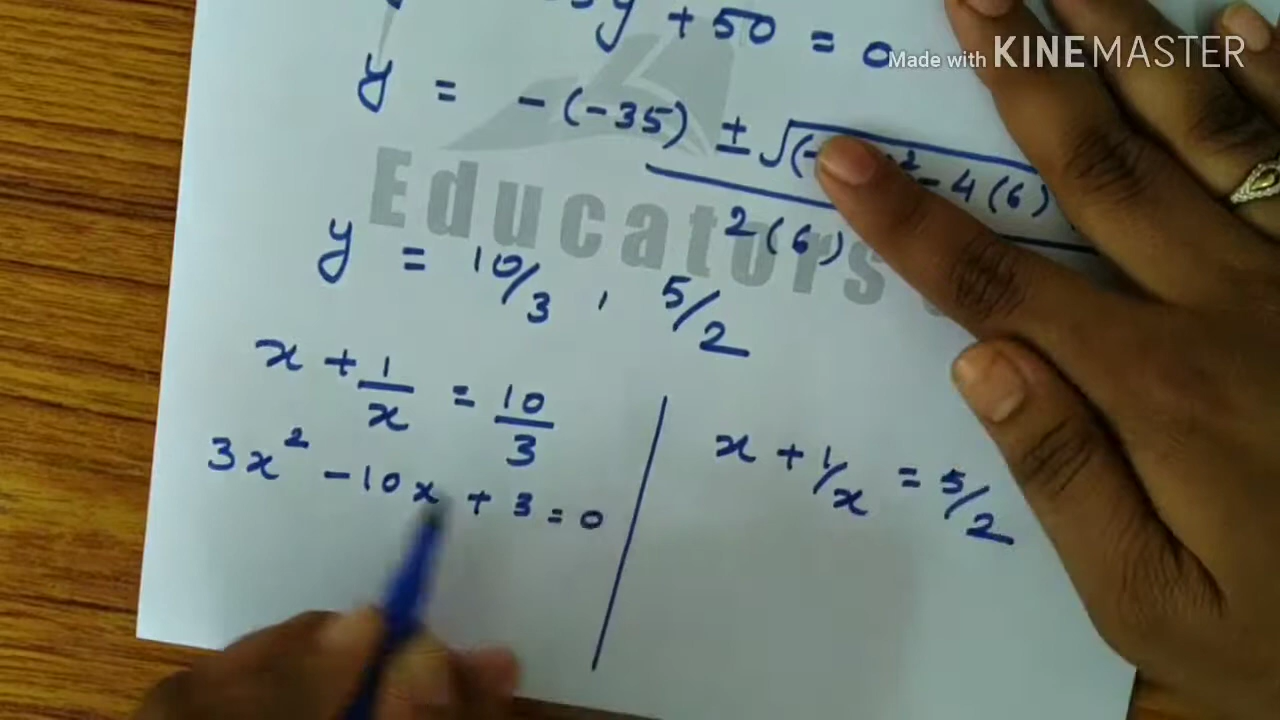 y + 50 = 0
Made with KINEMASTER
y = -(-35) ± √( )² - 4(6)
2(6)
Educators
y = 10/3 , 5/2
x + 1/x = 10/3
3x² - 10x + 3 = 0
x + 1/x = 5/2